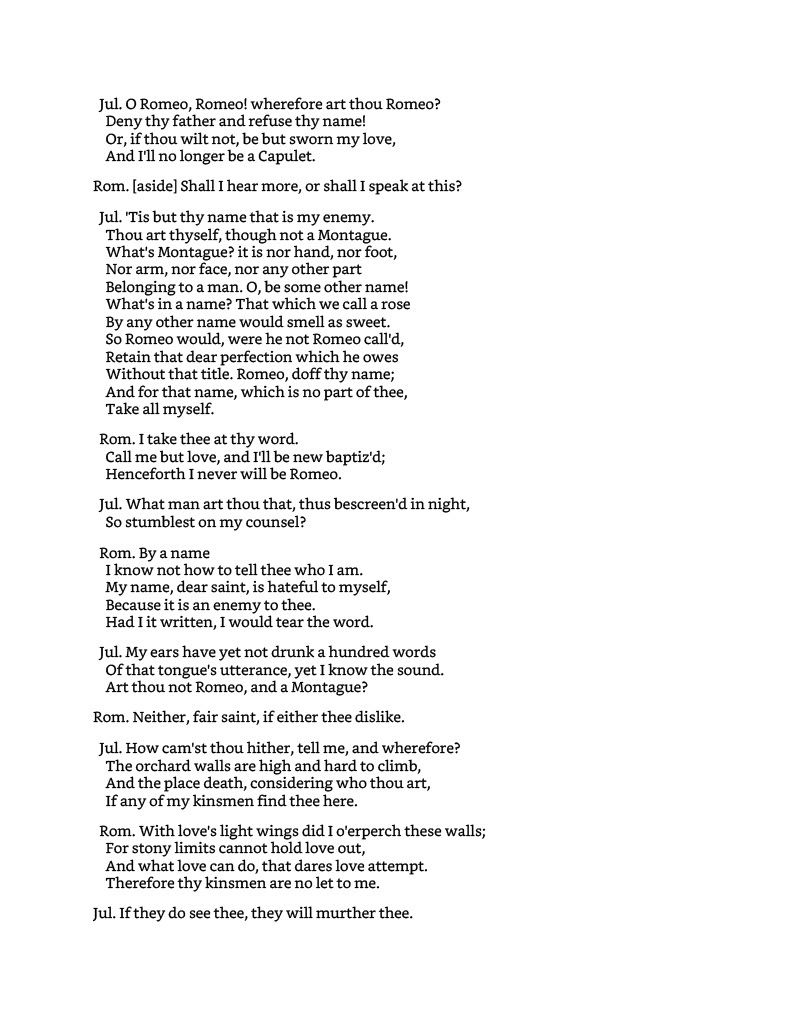 Jul. O Romeo, Romeo! wherefore art thou Romeo?
Deny thy father and refuse thy name!
Or, if thou wilt not, be but sworn my love,
And I'll no longer be a Capulet.
Rom. [aside] Shall I hear more, or shall I speak at this?
Jul. 'Tis but thy name that is my enemy.
Thou art thyself, though not a Montague.
What's Montague? it is nor hand, nor foot,
Nor arm, nor face, nor any other part
Belonging to a man. O, be some other name!
What's in a name? That which we call a rose
By any other name would smell as sweet.
So Romeo would, were he not Romeo call'd,
Retain that dear perfection which he owes
Without that title. Romeo, doff thy name;
And for that name, which is no part of thee,
Take all myself.
Rom. I take thee at thy word.
Call me but love, and I'll be new baptiz'd;
Henceforth I never will be Romeo.
Jul. What man art thou that, thus bescreen'd in night,
So stumblest on my counsel?
Rom. By a name
I know not how to tell thee who I am.
My name, dear saint, is hateful to myself,
Because it is an enemy to thee.
Had I it written, I would tear the word.
Jul. My ears have yet not drunk a hundred words
Of that tongue's utterance, yet I know the sound.
Art thou not Romeo, and a Montague?
Rom. Neither, fair saint, if either thee dislike.
Jul. How cam'st thou hither, tell me, and wherefore?
The orchard walls are high and hard to climb,
And the place death, considering who thou art,
If any of my kinsmen find thee here.
Rom. With love's light wings did I o'erperch these walls;
For stony limits cannot hold love out,
And what love can do, that dares love attempt.
Therefore thy kinsmen are no let to me.
Jul. If they do see thee, they will murther thee.